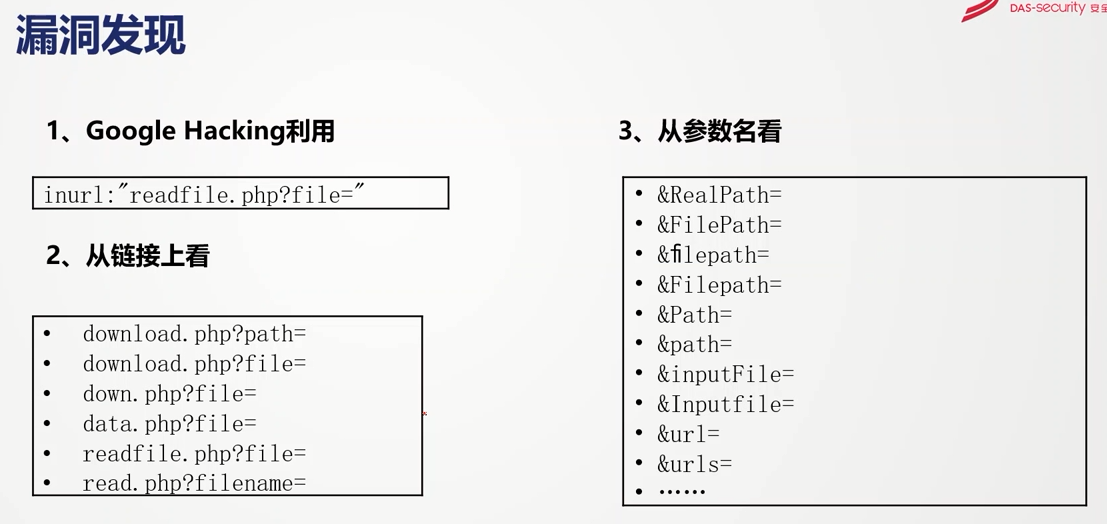 漏洞发现
DAS-security 安全
1、Google Hacking利用
inurl:"readfile.php?file="
2、从链接上看
• download.php?path=
• download.php?file=
• down.php?file=
• data.php?file=
• readfile.php?file=
• read.php?filename=
3、从参数名看
• &RealPath=
• &FilePath=
• &filepath=
• &Filepath=
• &Path=
• &path=
• &inputFile=
• &Inputfile=
• &url=
• &urls=
• ……